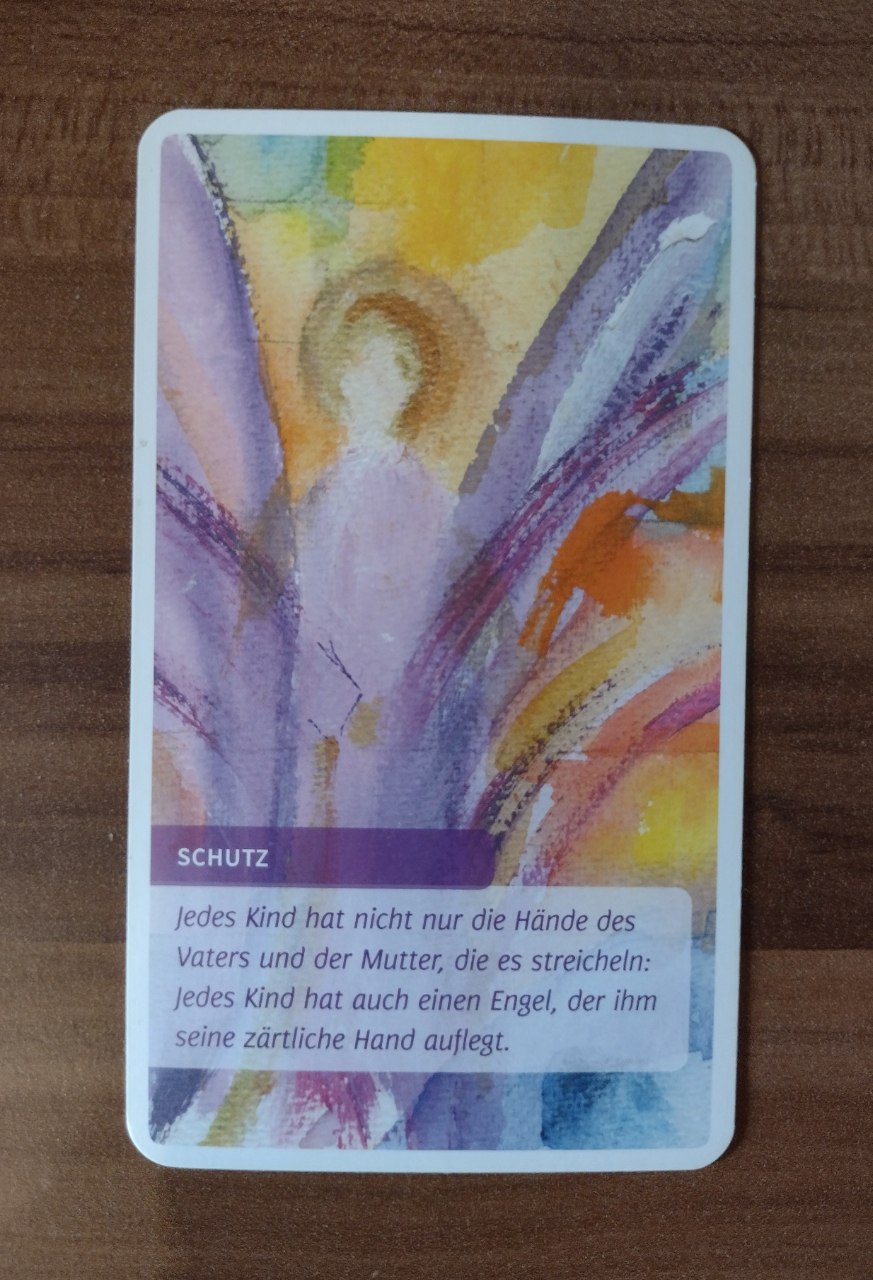 SCHUTZ
Jedes Kind hat nicht nur die Hände des
Vaters und der Mutter, die es streicheln:
Jedes Kind hat auch einen Engel, der ihm
seine zärtliche Hand auflegt.